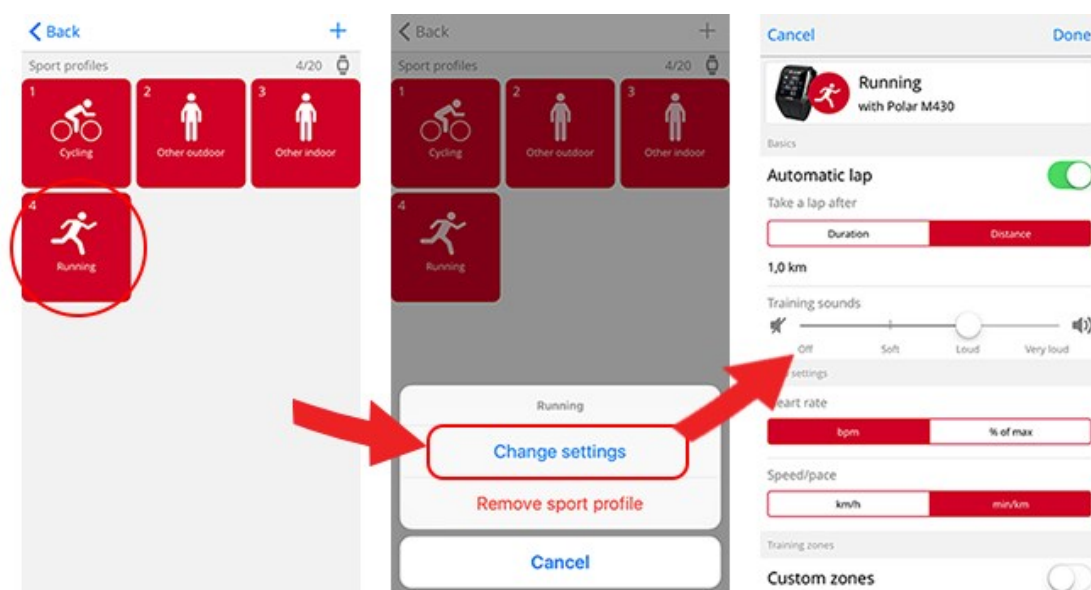 Back
Sport profiles 4/20
1
Cycling
2
Other outdoor
3
Other indoor
4
Running
Back
Sport profiles 4/20
1
Cycling
2
Other outdoor
3
Other indoor
4
Running
Running
Change settings
Remove sport profile
Cancel
Cancel Done
Running
with Polar M430
Basics
Automatic lap
Take a lap after
Duration Distance
1,0 km
Training sounds
Off Soft Loud Very loud
settings
eart rate
bpm % of max
Speed/pace
km/h min/km
Training zones
Custom zones